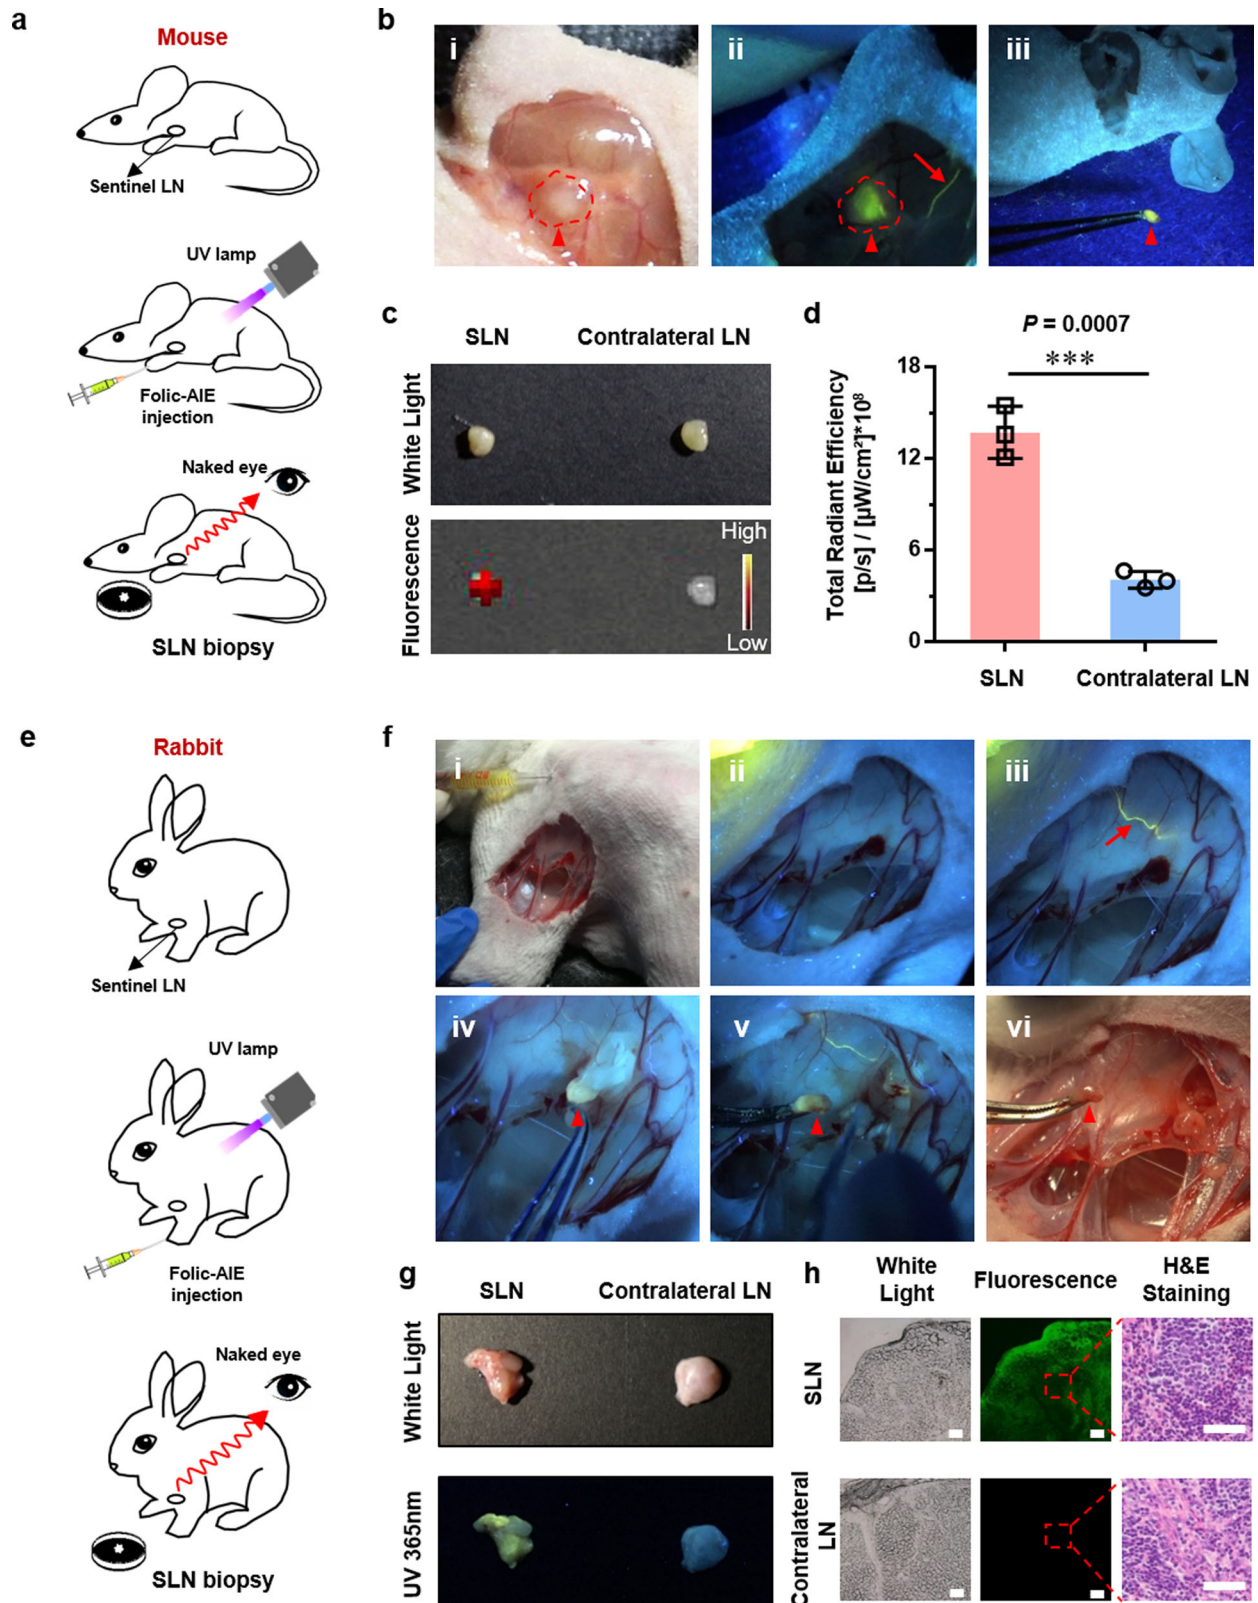 a
Mouse
Sentinel LN
UV lamp
Folic-AIE
injection
Naked eye
SLN biopsy
b
i
ii
iii
c
SLN
Contralateral LN
White Light
Fluorescence
High
Low
d
P = 0.0007
***
Total Radiant Efficiency
[p/s] / [µW/cm²]*10⁸
18
12
6
0
SLN
Contralateral LN
e
Rabbit
Sentinel LN
UV lamp
Folic-AIE
injection
Naked eye
SLN biopsy
f
i
ii
iii
iv
v
vi
g
SLN
Contralateral LN
White Light
UV 365nm
h
White
Light
Fluorescence
H&E
Staining
SLN
Contralateral
LN